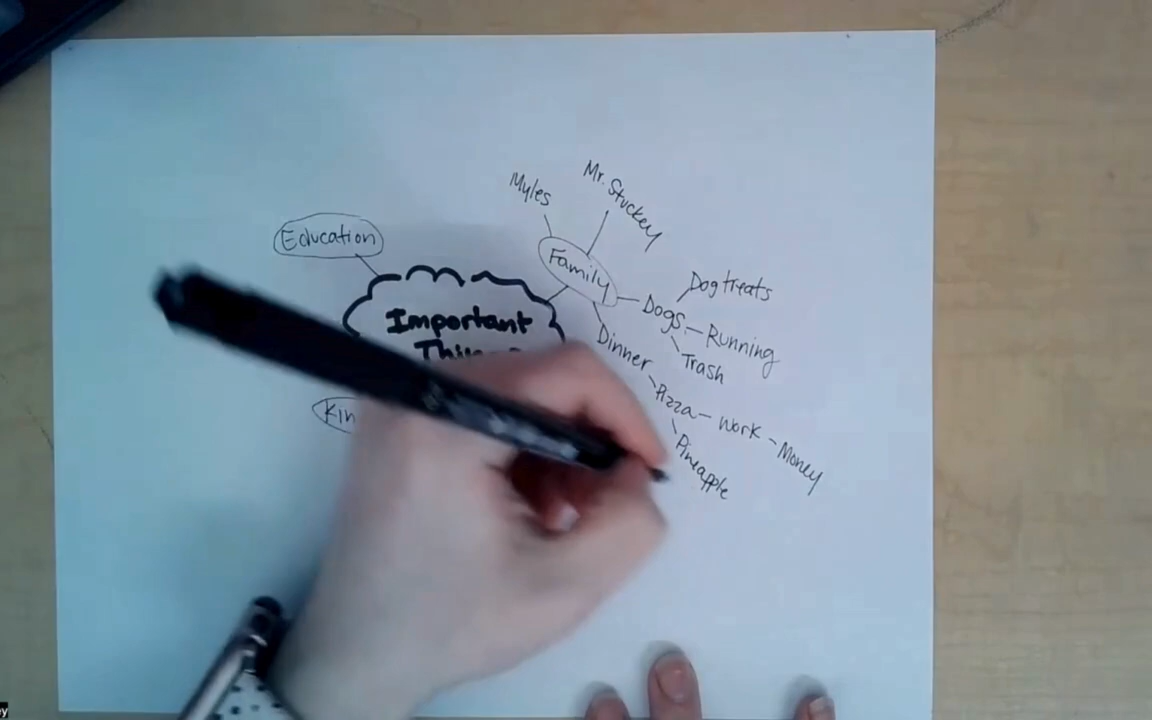 Myles
Mr. Stuckey
Education
Family
Dog treats
Dogs
Running
Trash
Important
Dinner
Pizza
Work
Money
Pineapple